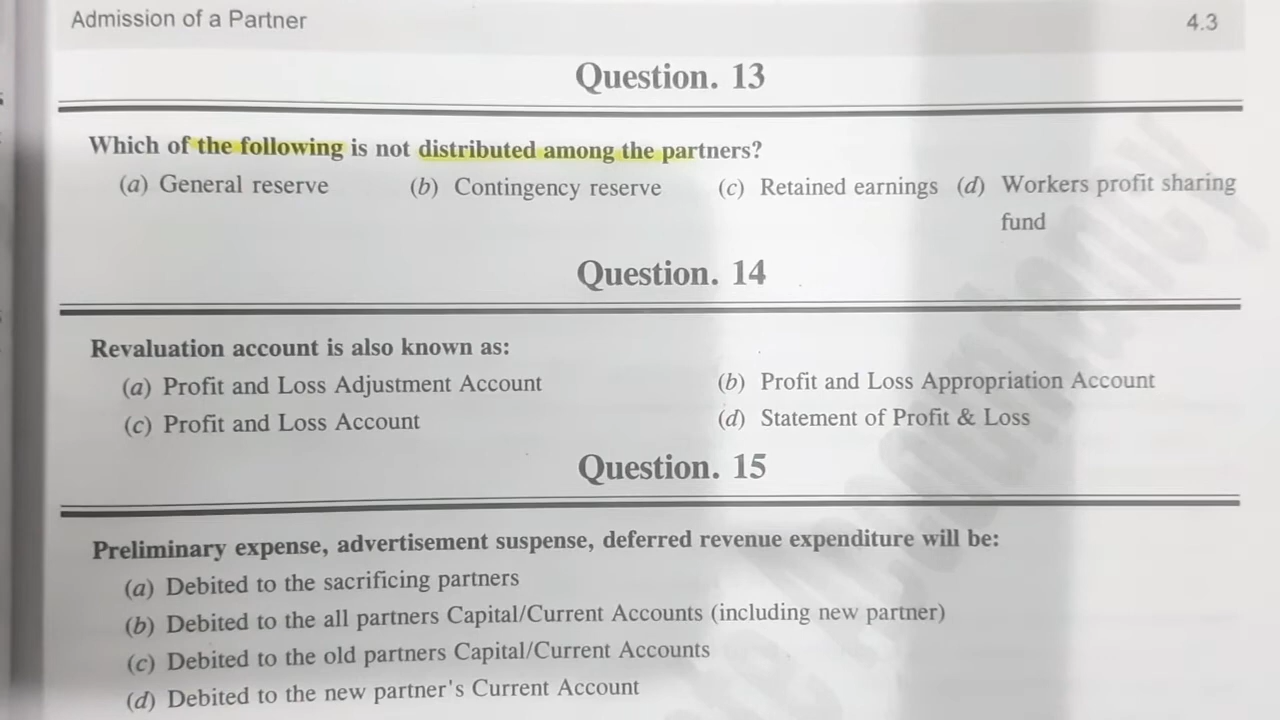 Admission of a Partner 4.3
Question. 13
Which of the following is not distributed among the partners?
(a) General reserve (b) Contingency reserve (c) Retained earnings (d) Workers profit sharing
fund
Question. 14
Revaluation account is also known as:
(a) Profit and Loss Adjustment Account (b) Profit and Loss Appropriation Account
(c) Profit and Loss Account (d) Statement of Profit & Loss
Question. 15
Preliminary expense, advertisement suspense, deferred revenue expenditure will be:
(a) Debited to the sacrificing partners
(b) Debited to the all partners Capital/Current Accounts (including new partner)
(c) Debited to the old partners Capital/Current Accounts
(d) Debited to the new partner's Current Account